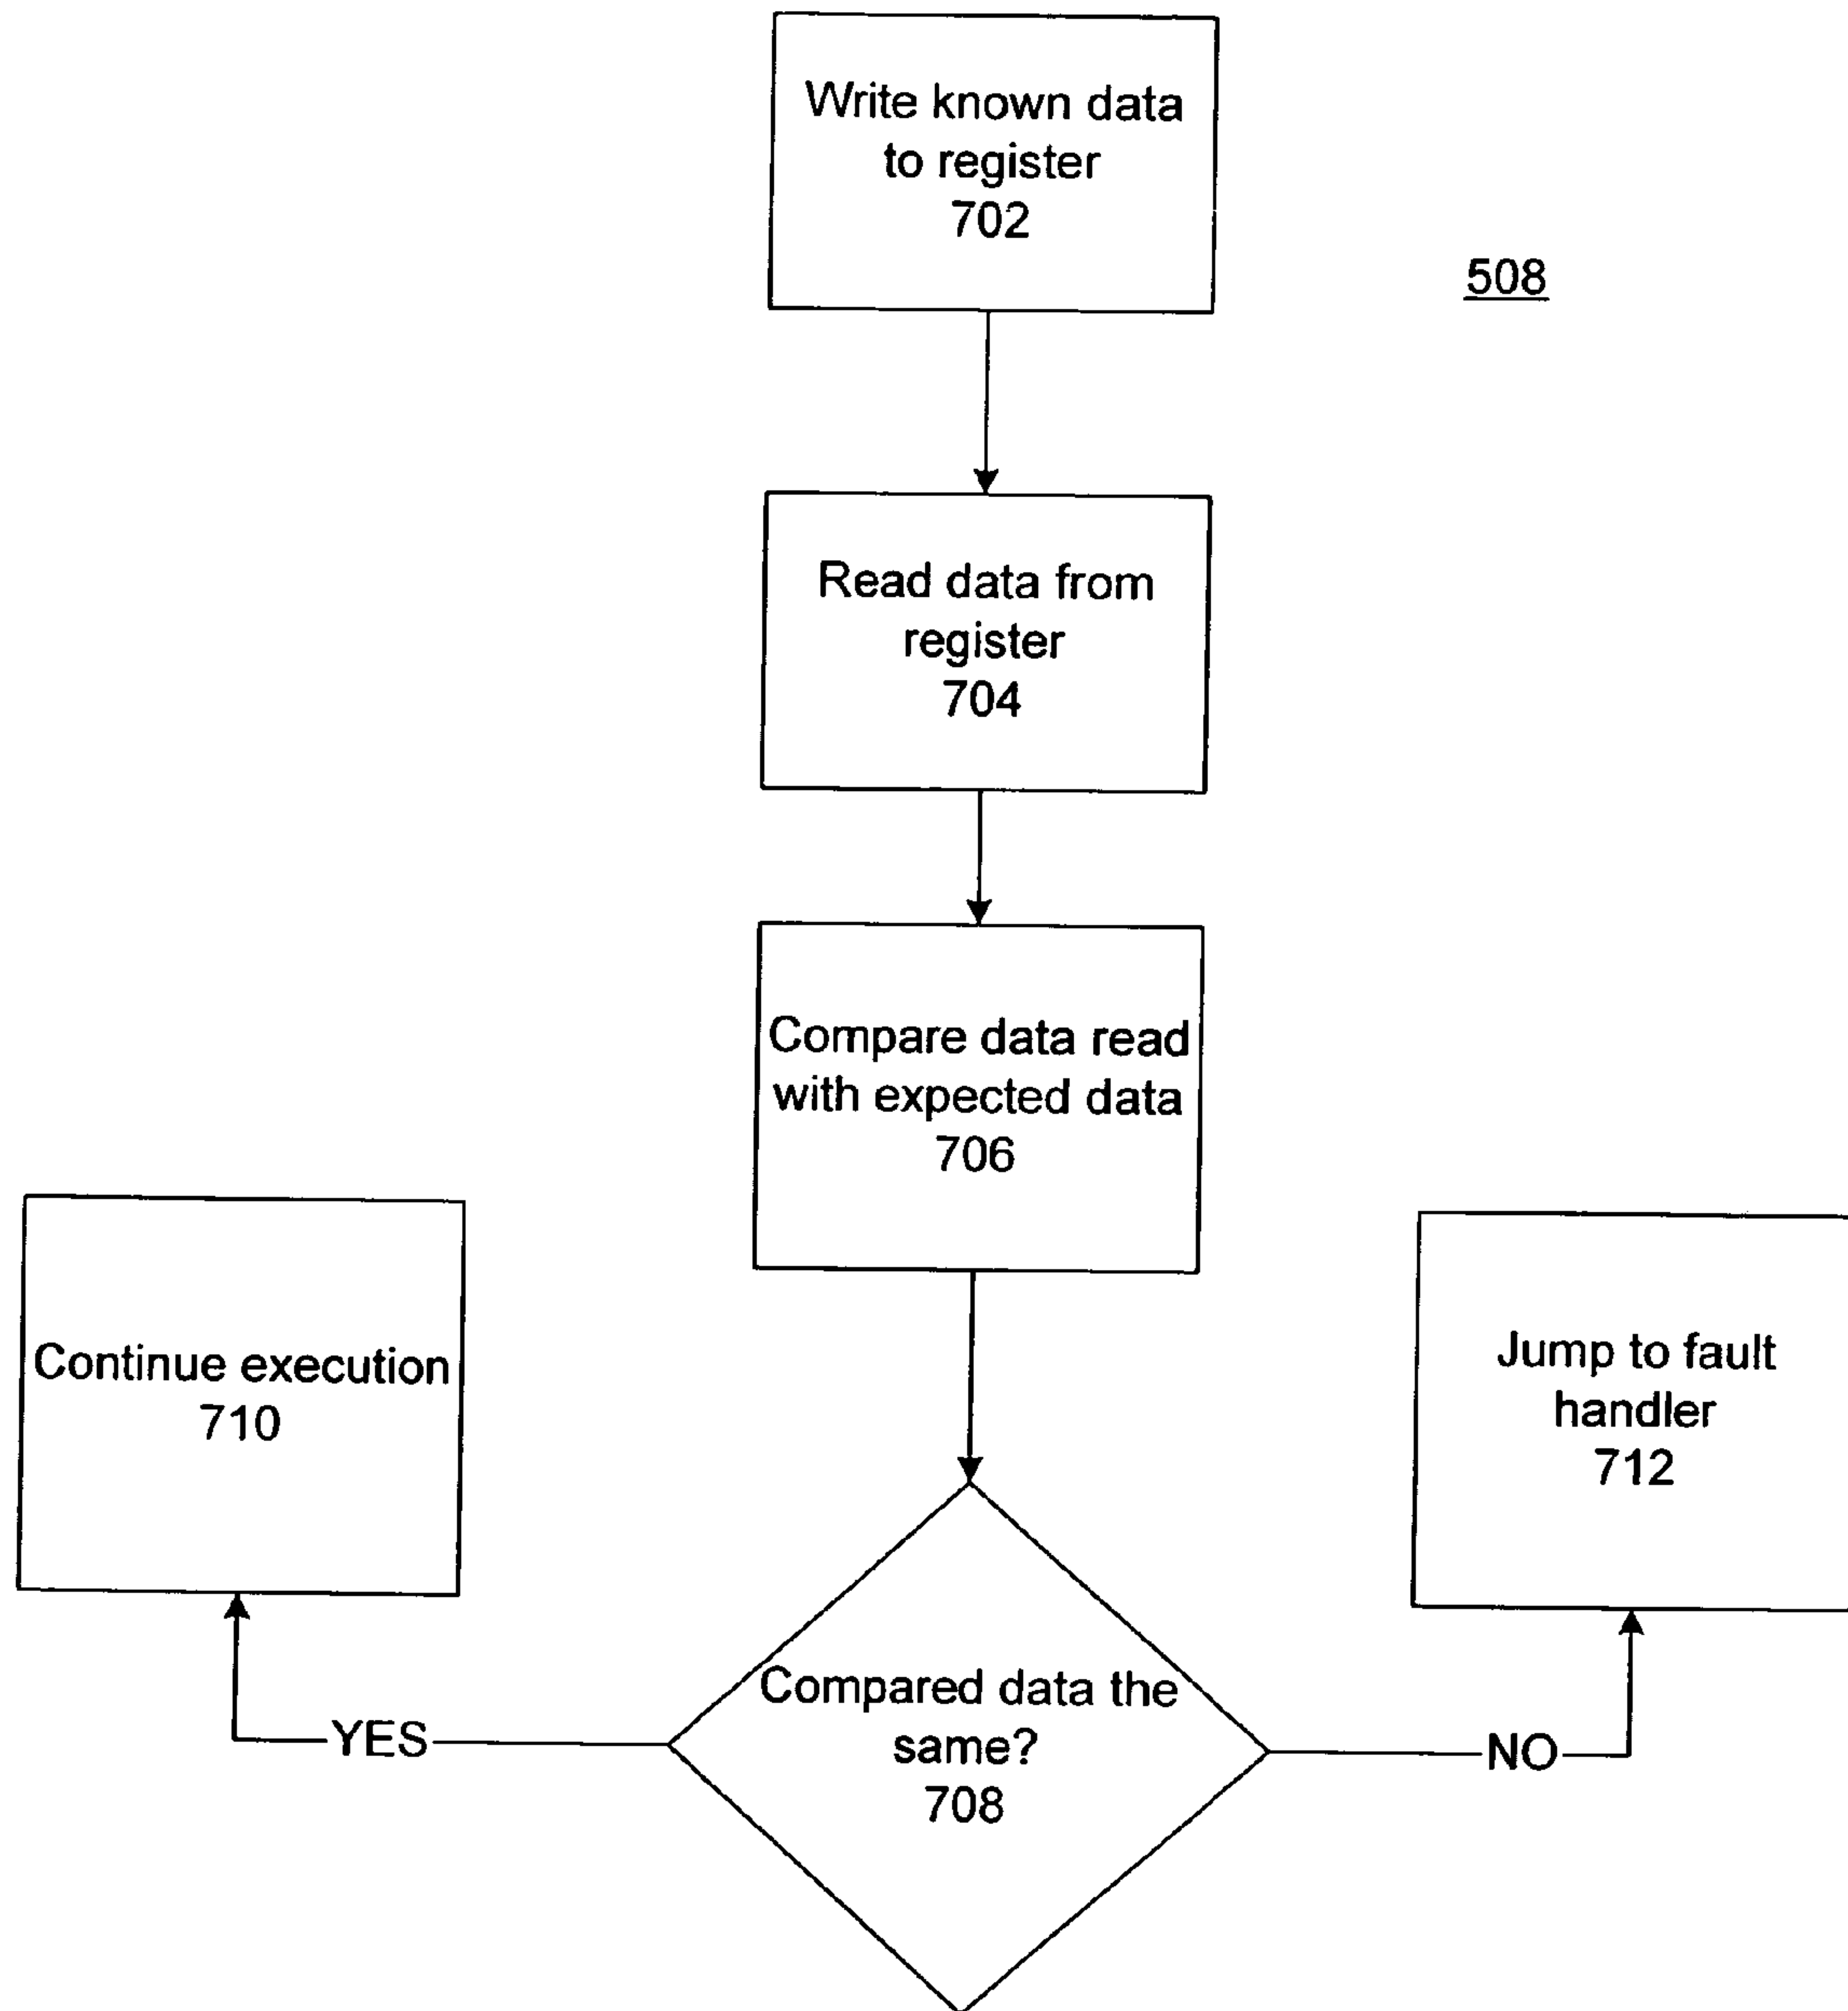 Write known data
to register
702
508
Read data from
register
704
Compare data read
with expected data
706
Continue execution
710
Jump to fault
handler
712
Compared data the
same?
708
YES
NO